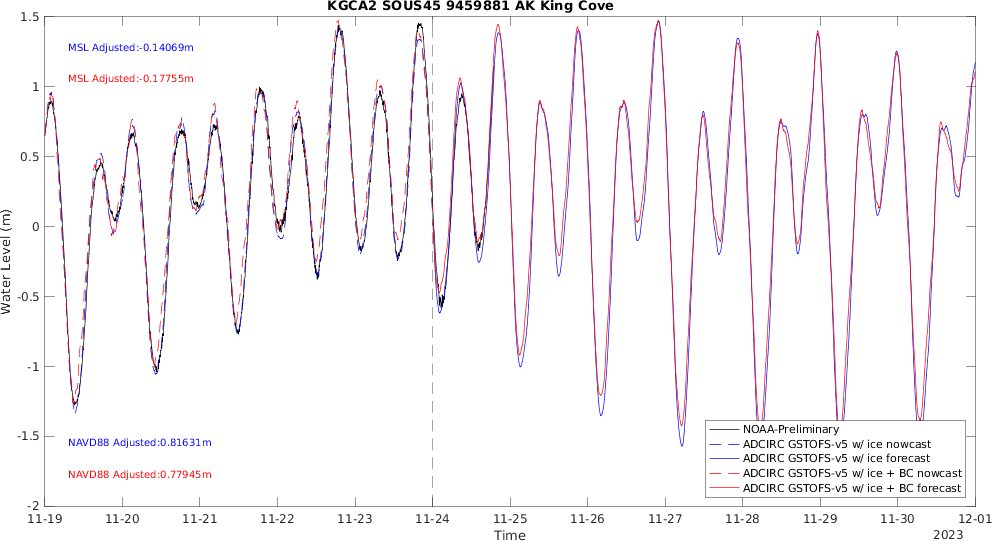 KGCA2 SOUS45 9459881 AK King Cove
Water Level (m)
1.5
1
0.5
0
-0.5
-1
-1.5
-2
MSL Adjusted:-0.14069m
MSL Adjusted:-0.17755m
NAVD88 Adjusted:0.81631m
NAVD88 Adjusted:0.77945m
NOAA-Preliminary
ADCIRC GSTOFS-v5 w/ ice nowcast
ADCIRC GSTOFS-v5 w/ ice forecast
ADCIRC GSTOFS-v5 w/ ice + BC nowcast
ADCIRC GSTOFS-v5 w/ ice + BC forecast
11-19 11-20 11-21 11-22 11-23 11-24 11-25 11-26 11-27 11-28 11-29 11-30 12-01
Time
2023